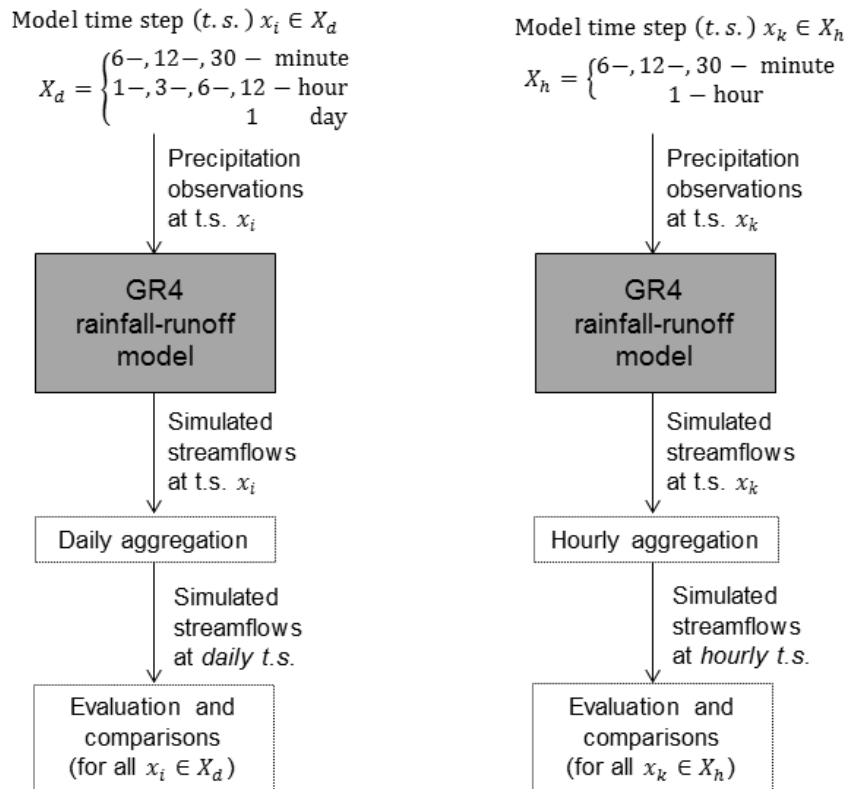 Model time step (t. s. ) x_i ∈ X_d
X_d = { 6−, 12−, 30 − minute
1−, 3−, 6−, 12 − hour
1 day
Precipitation
observations
at t.s. x_i
GR4
rainfall-runoff
model
Simulated
streamflows
at t.s. x_i
Daily aggregation
Simulated
streamflows
at daily t.s.
Evaluation and
comparisons
(for all x_i ∈ X_d)
Model time step (t. s. ) x_k ∈ X_h
X_h = { 6−, 12−, 30 − minute
1 − hour
Precipitation
observations
at t.s. x_k
GR4
rainfall-runoff
model
Simulated
streamflows
at t.s. x_k
Hourly aggregation
Simulated
streamflows
at hourly t.s.
Evaluation and
comparisons
(for all x_k ∈ X_h)